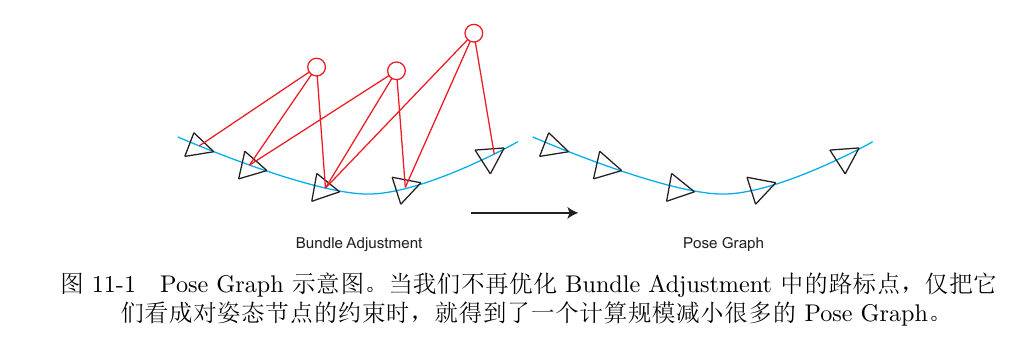 Bundle Adjustment
Pose Graph
图 11-1 Pose Graph 示意图。当我们不再优化 Bundle Adjustment 中的路标点，仅把它
们看成对姿态节点的约束时，就得到了一个计算规模减小很多的 Pose Graph。